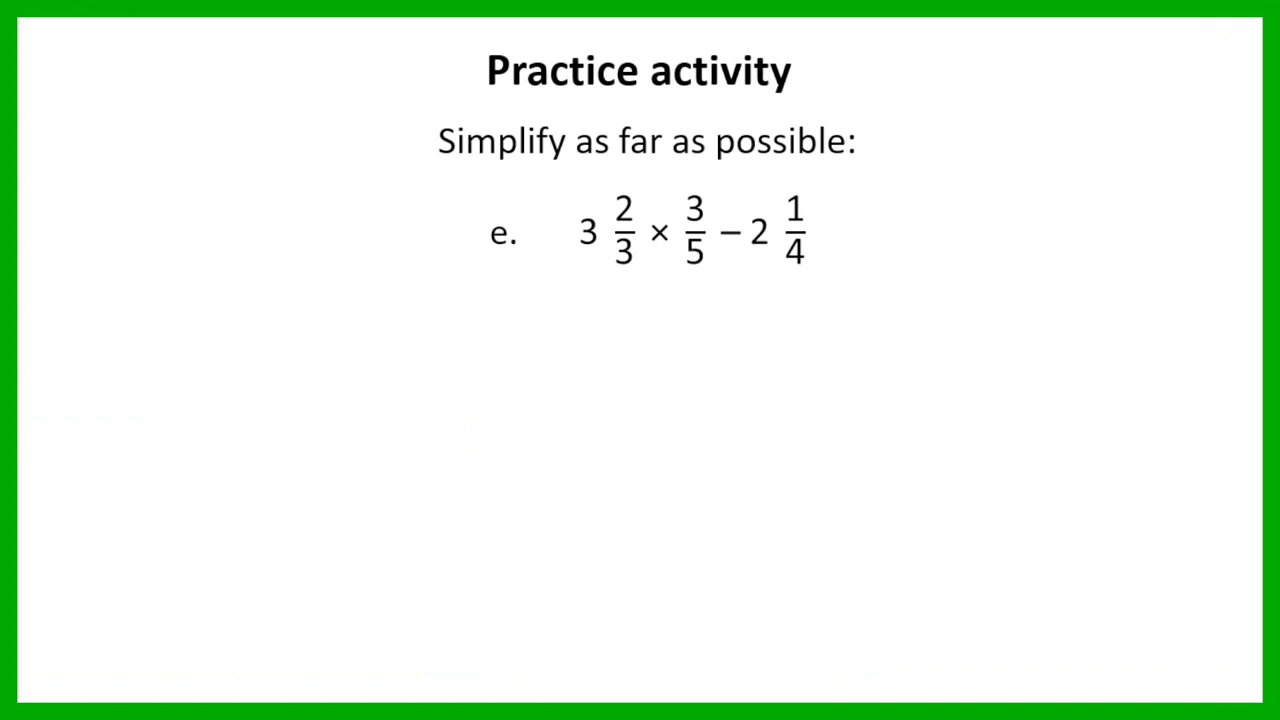 Practice activity
Simplify as far as possible:
e. 3 2/3 × 3/5 – 2 1/4